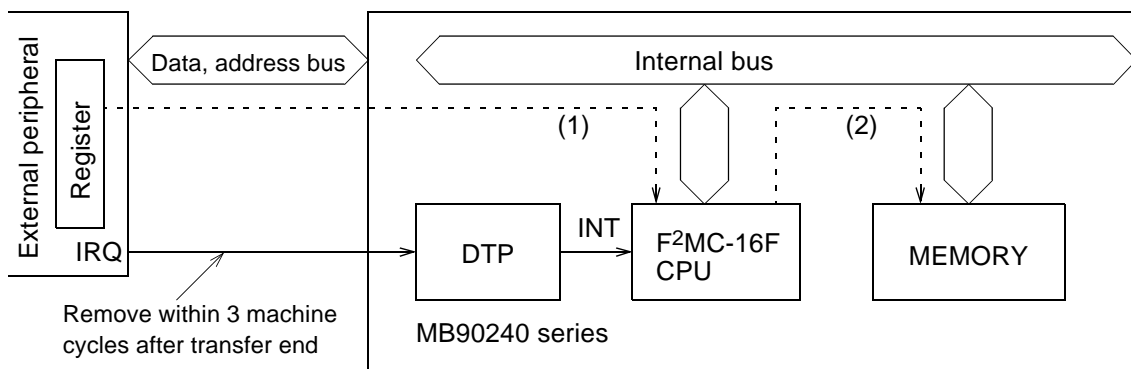 External peripheral
Register
Data, address bus
Internal bus
(1)
(2)
IRQ
DTP
INT
F²MC-16F
CPU
MEMORY
Remove within 3 machine
cycles after transfer end
MB90240 series